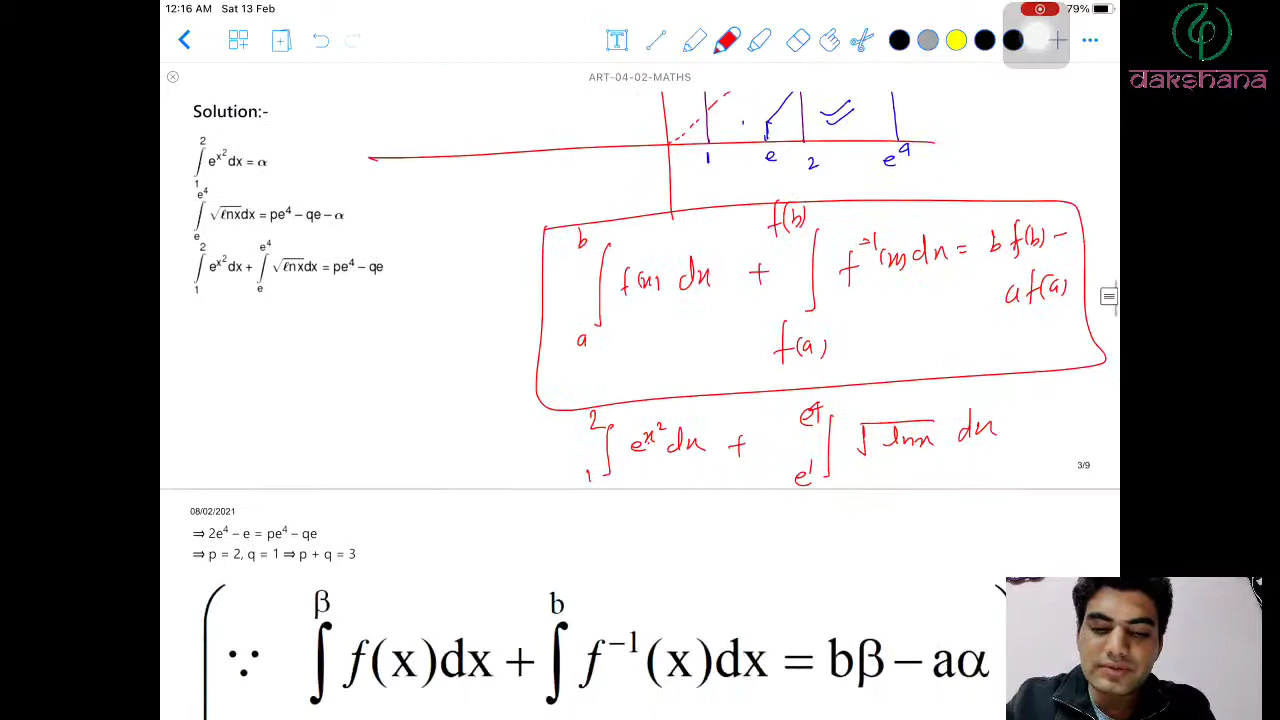 12:16 AM Sat 13 Feb
79%
dakshana
ART-04-02-MATHS
Solution:-
∫₁² e^{x²}dx = α
∫ₑ^{e⁴} √ℓnx dx = pe⁴ – qe – α
∫₁² e^{x²}dx + ∫ₑ^{e⁴} √ℓnx dx = pe⁴ – qe
1 e 2 e⁴
∫ₐᵇ f(x) dx + ∫_{f(a)}^{f(b)} f⁻¹(x) dx = b f(b) –
a f(a)
∫₁² e^{x²} dx + ∫_{e¹}^{e⁴} √lnx dx
3/9
08/02/2021
⇒ 2e⁴ – e = pe⁴ – qe
⇒ p = 2, q = 1 ⇒ p + q = 3
∵ ∫^β f(x)dx + ∫^b f⁻¹(x)dx = bβ – aα